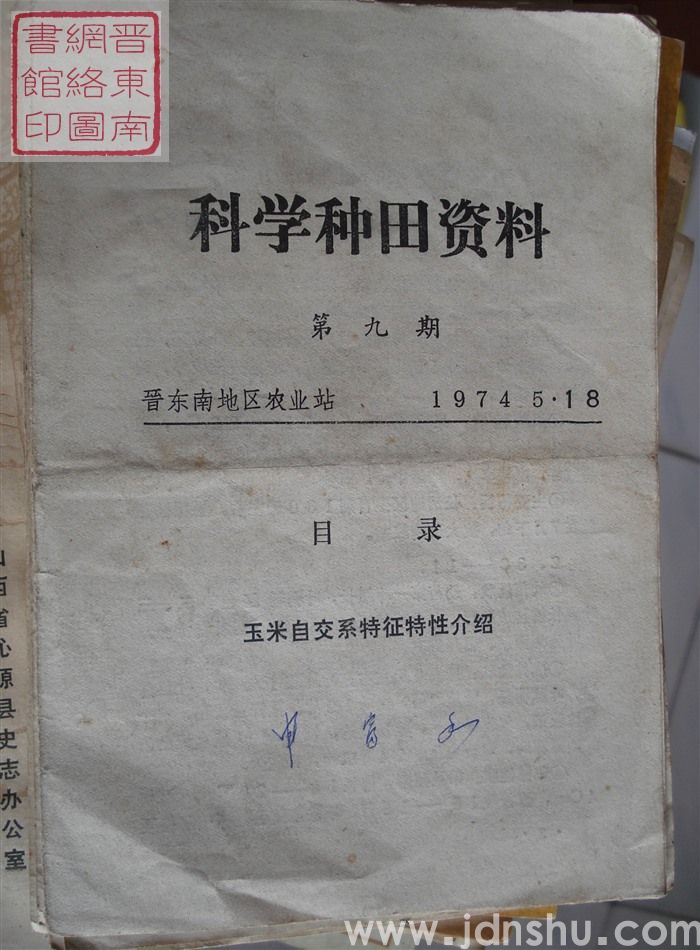 晋東南
網絡圖
書館印
科学种田资料
第九期
晋东南地区农业站 1974 5·18
目录
玉米自交系特征特性介绍
山西省沁源县史志办公室
www.jdnshu.com